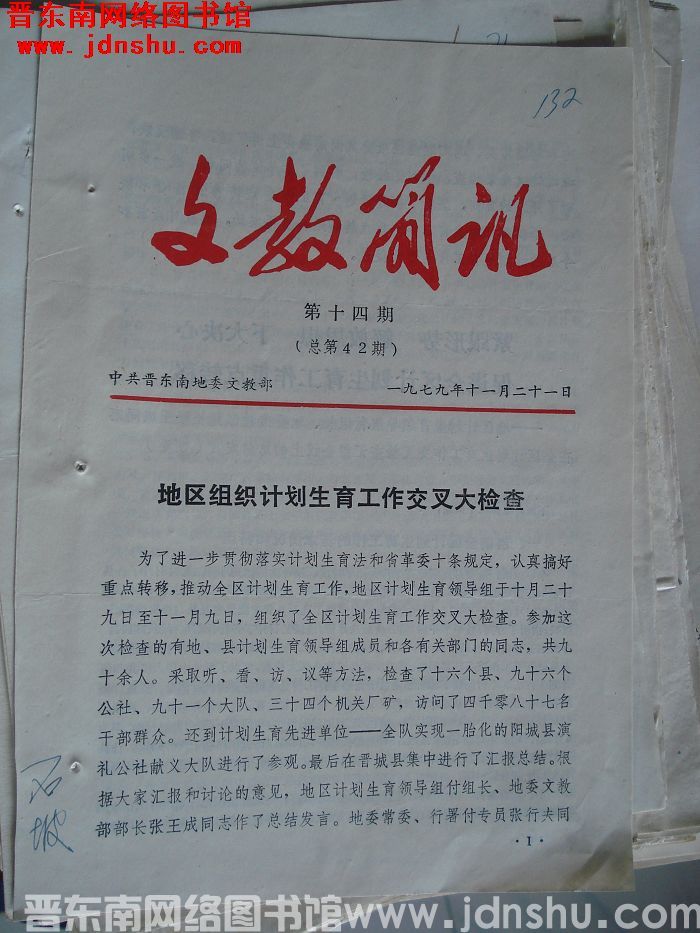 晋东南网络图书馆
www.jdnshu.com
132
文教简讯
第十四期
（总第42期）
中共晋东南地委文教部 一九七九年十一月二十一日
地区组织计划生育工作交叉大检查
为了进一步贯彻落实计划生育法和省革委十条规定，认真搞好
重点转移，推动全区计划生育工作，地区计划生育领导组于十月二十
九日至十一月九日，组织了全区计划生育工作交叉大检查。参加这
次检查的有地、县计划生育领导组成员和各有关部门的同志，共九
十余人。采取听、看、访、议等方法，检查了十六个县、九十六个
公社、九十一个大队、三十四个机关厂矿，访问了四千零八十七名
干部群众。还到计划生育先进单位——全队实现一胎化的阳城县演
礼公社献义大队进行了参观。最后在晋城县集中进行了汇报总结。根
据大家汇报和讨论的意见，地区计划生育领导组付组长、地委文教
部部长张王成同志作了总结发言。地委常委、行署付专员张行夫同
·1·
石
坡
晋东南网络图书馆www.jdnshu.com